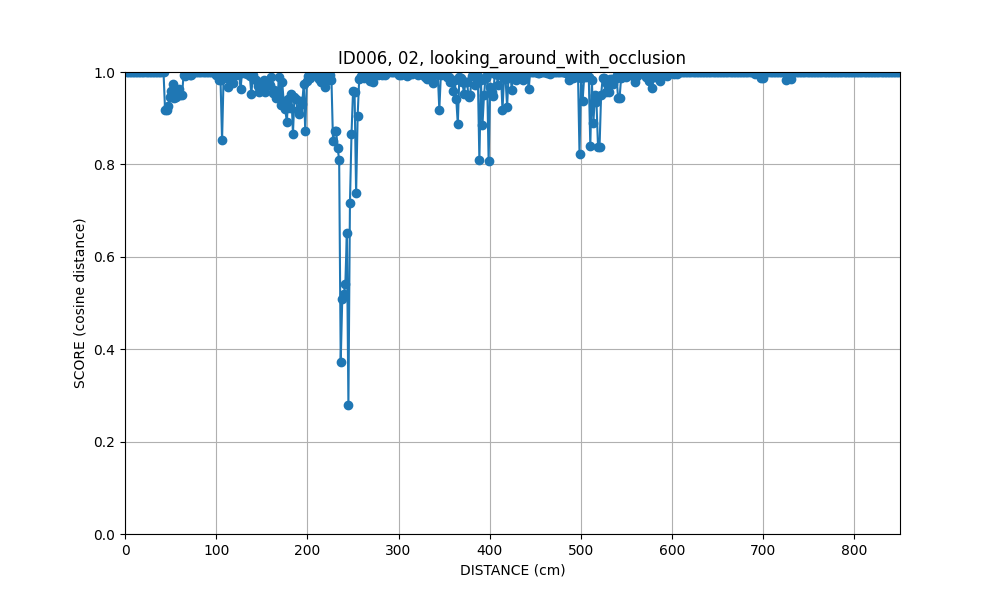 ID006, 02, looking_around_with_occlusion
1.0
0.8
0.6
0.4
0.2
0.0
SCORE (cosine distance)
0 100 200 300 400 500 600 700 800
DISTANCE (cm)